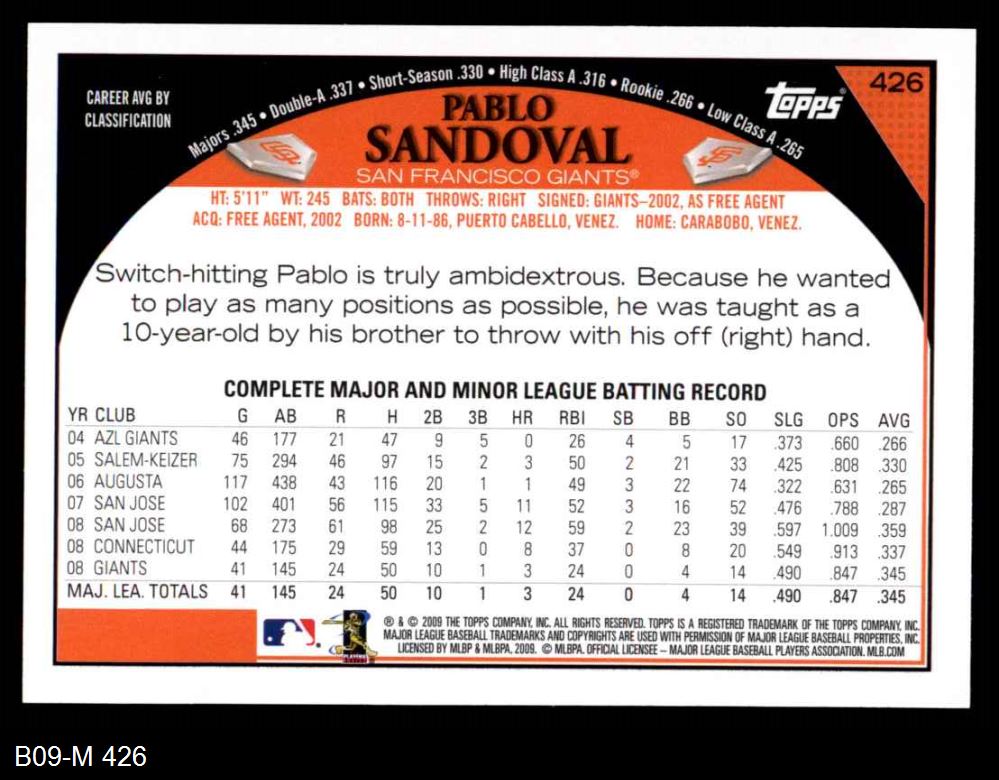 426
topps
CAREER AVG BY
CLASSIFICATION
Majors .345 • Double-A .337 • Short-Season .330 • High Class A .316 • Rookie .266 • Low Class A .265
PABLO
SANDOVAL
SAN FRANCISCO GIANTS®
HT: 5'11" WT: 245 BATS: BOTH THROWS: RIGHT SIGNED: GIANTS–2002, AS FREE AGENT
ACQ: FREE AGENT, 2002 BORN: 8-11-86, PUERTO CABELLO, VENEZ. HOME: CARABOBO, VENEZ.
Switch-hitting Pablo is truly ambidextrous. Because he wanted
to play as many positions as possible, he was taught as a
10-year-old by his brother to throw with his off (right) hand.
COMPLETE MAJOR AND MINOR LEAGUE BATTING RECORD
YR CLUB G AB R H 2B 3B HR RBI SB BB SO SLG OPS AVG
04 AZL GIANTS 46 177 21 47 9 5 0 26 4 5 17 .373 .660 .266
05 SALEM-KEIZER 75 294 46 97 15 2 3 50 2 21 33 .425 .808 .330
06 AUGUSTA 117 438 43 116 20 1 1 49 3 22 74 .322 .631 .265
07 SAN JOSE 102 401 56 115 33 5 11 52 3 16 52 .476 .788 .287
08 SAN JOSE 68 273 61 98 25 2 12 59 2 23 39 .597 1.009 .359
08 CONNECTICUT 44 175 29 59 13 0 8 37 0 8 20 .549 .913 .337
08 GIANTS 41 145 24 50 10 1 3 24 0 4 14 .490 .847 .345
MAJ. LEA. TOTALS 41 145 24 50 10 1 3 24 0 4 14 .490 .847 .345
® & © 2009 THE TOPPS COMPANY, INC. ALL RIGHTS RESERVED. TOPPS IS A REGISTERED TRADEMARK OF THE TOPPS COMPANY, INC.
MAJOR LEAGUE BASEBALL TRADEMARKS AND COPYRIGHTS ARE USED WITH PERMISSION OF MAJOR LEAGUE BASEBALL PROPERTIES, INC.
LICENSED BY MLBP & MLBPA, 2009. © MLBPA. OFFICIAL LICENSEE – MAJOR LEAGUE BASEBALL PLAYERS ASSOCIATION. MLB.COM
B09-M 426